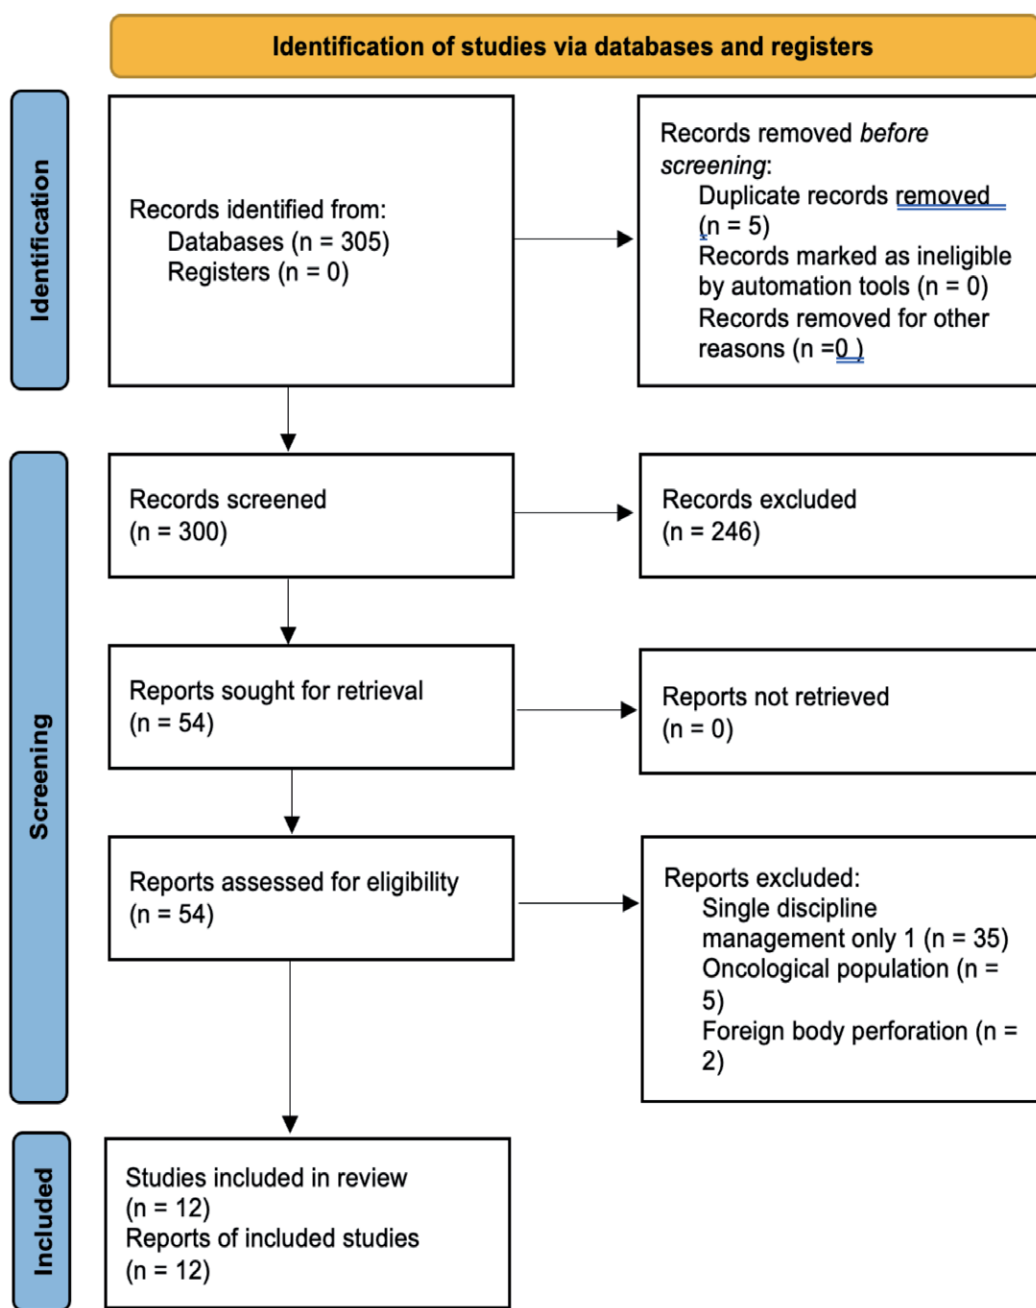 Identification of studies via databases and registers
Identification
Records identified from:
Databases (n = 305)
Registers (n = 0)
Records removed before
screening:
Duplicate records removed
(n = 5)
Records marked as ineligible
by automation tools (n = 0)
Records removed for other
reasons (n =0 )
Screening
Records screened
(n = 300)
Records excluded
(n = 246)
Reports sought for retrieval
(n = 54)
Reports not retrieved
(n = 0)
Reports assessed for eligibility
(n = 54)
Reports excluded:
Single discipline
management only 1 (n = 35)
Oncological population (n =
5)
Foreign body perforation (n =
2)
Included
Studies included in review
(n = 12)
Reports of included studies
(n = 12)